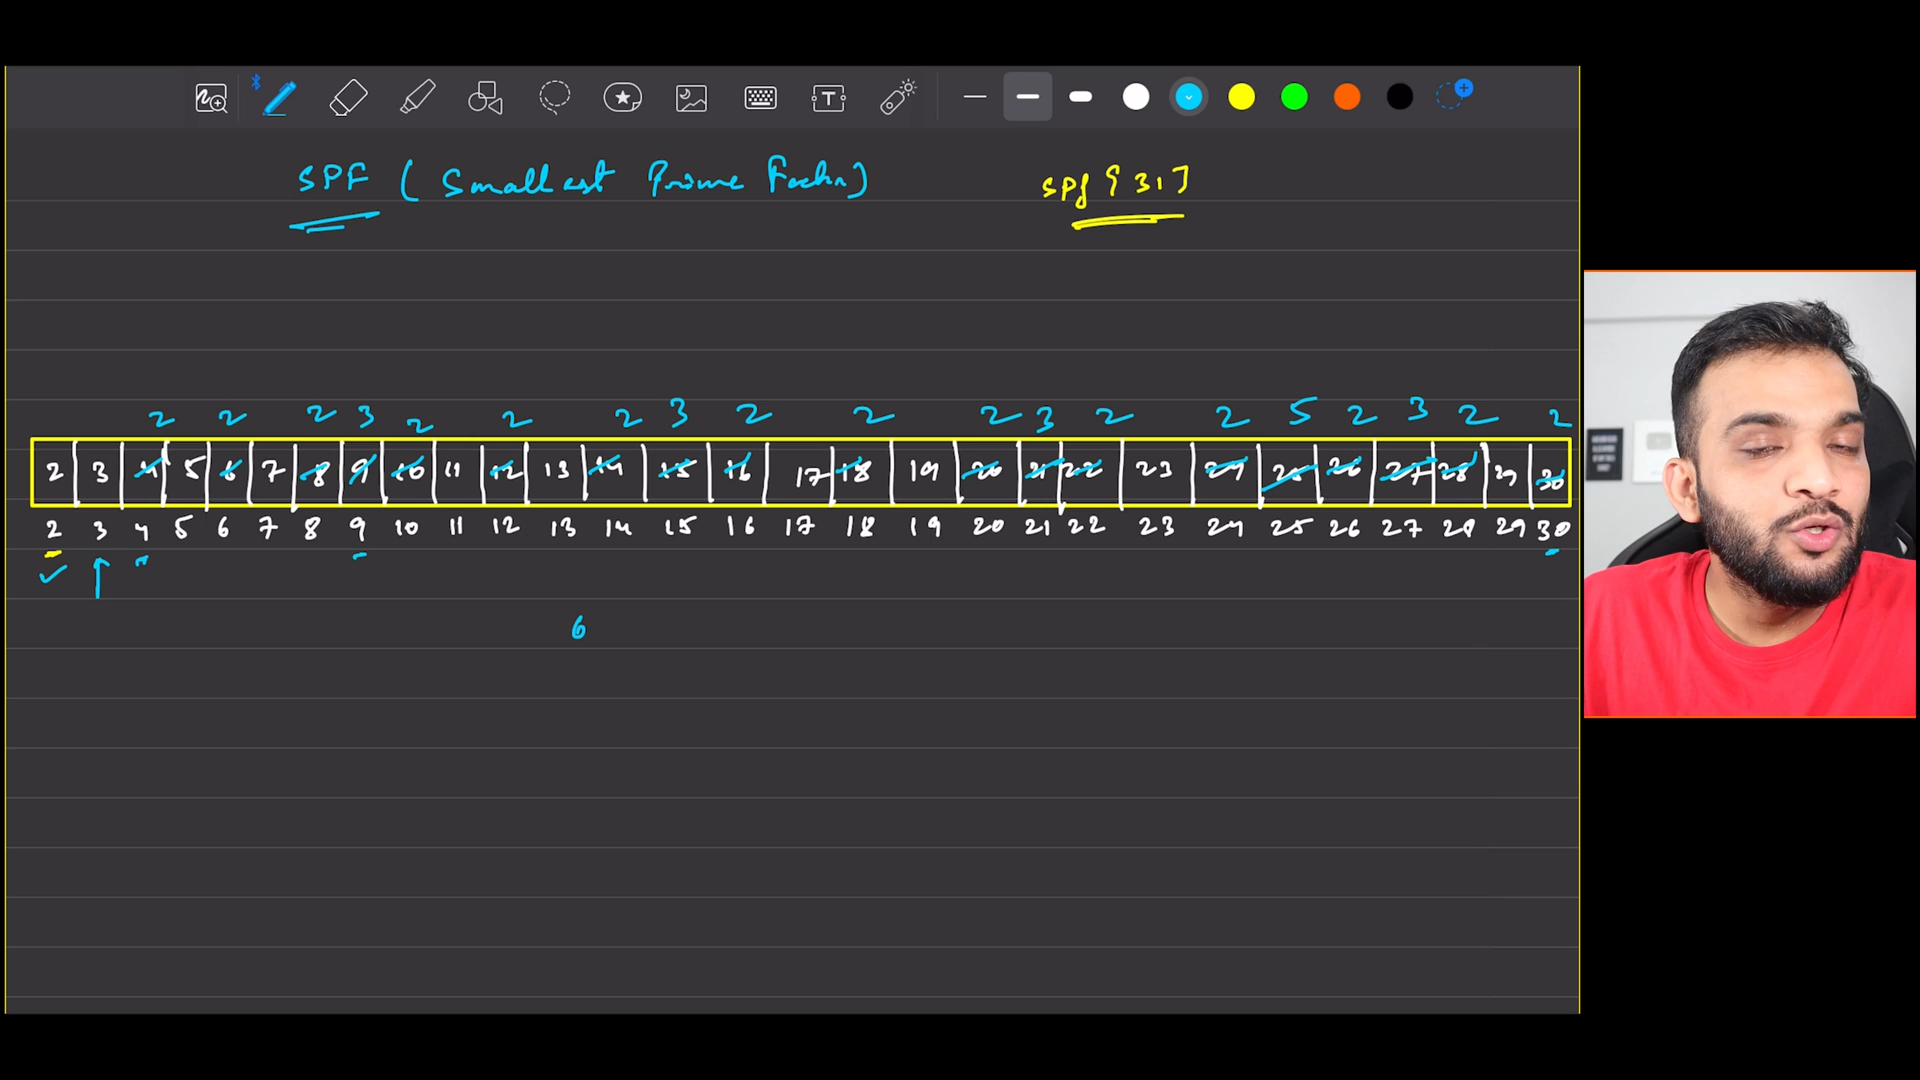 SPF (Smallest Prime Factor) spf[31]
2 2 2 3 2 2 2 3 2 2 2 3 2 2 5 2 3 2 2
2 3 4 5 6 7 8 9 10 11 12 13 14 15 16 17 18 19 20 21 22 23 24 25 26 27 28 29 30
2 3 4 5 6 7 8 9 10 11 12 13 14 15 16 17 18 19 20 21 22 23 24 25 26 27 28 29 30
6